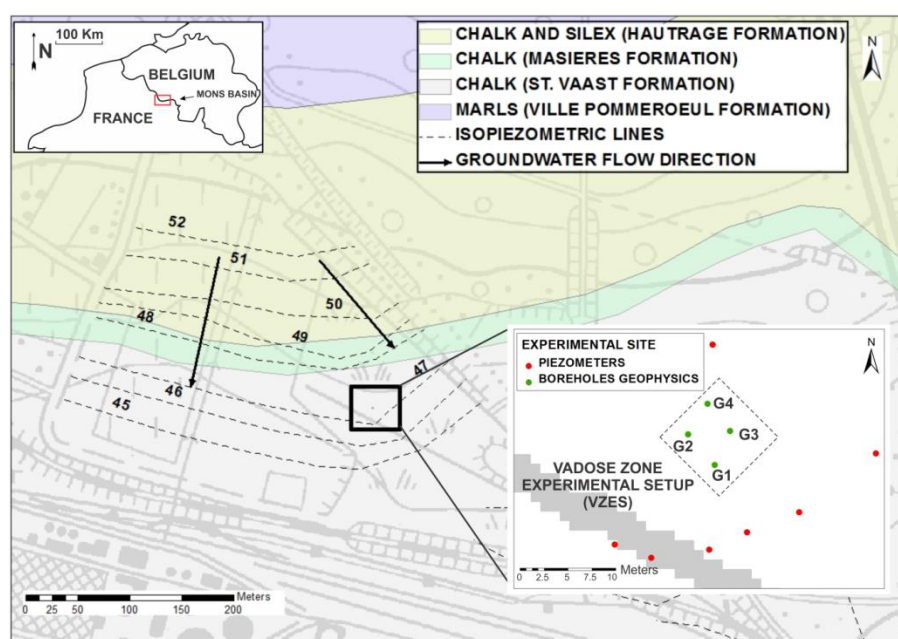 100 Km
N
BELGIUM
MONS BASIN
FRANCE
CHALK AND SILEX (HAUTRAGE FORMATION)
CHALK (MASIERES FORMATION)
CHALK (ST. VAAST FORMATION)
MARLS (VILLE POMMEROEUL FORMATION)
ISOPIEZOMETRIC LINES
GROUNDWATER FLOW DIRECTION
N
52
51
50
48
49
47
46
45
EXPERIMENTAL SITE
PIEZOMETERS
BOREHOLES GEOPHYSICS
N
G4
G2
G3
G1
VADOSE ZONE
EXPERIMENTAL SETUP
(VZES)
Meters
0 2.5 5 7.5 10
Meters
0 25 50 100 150 200